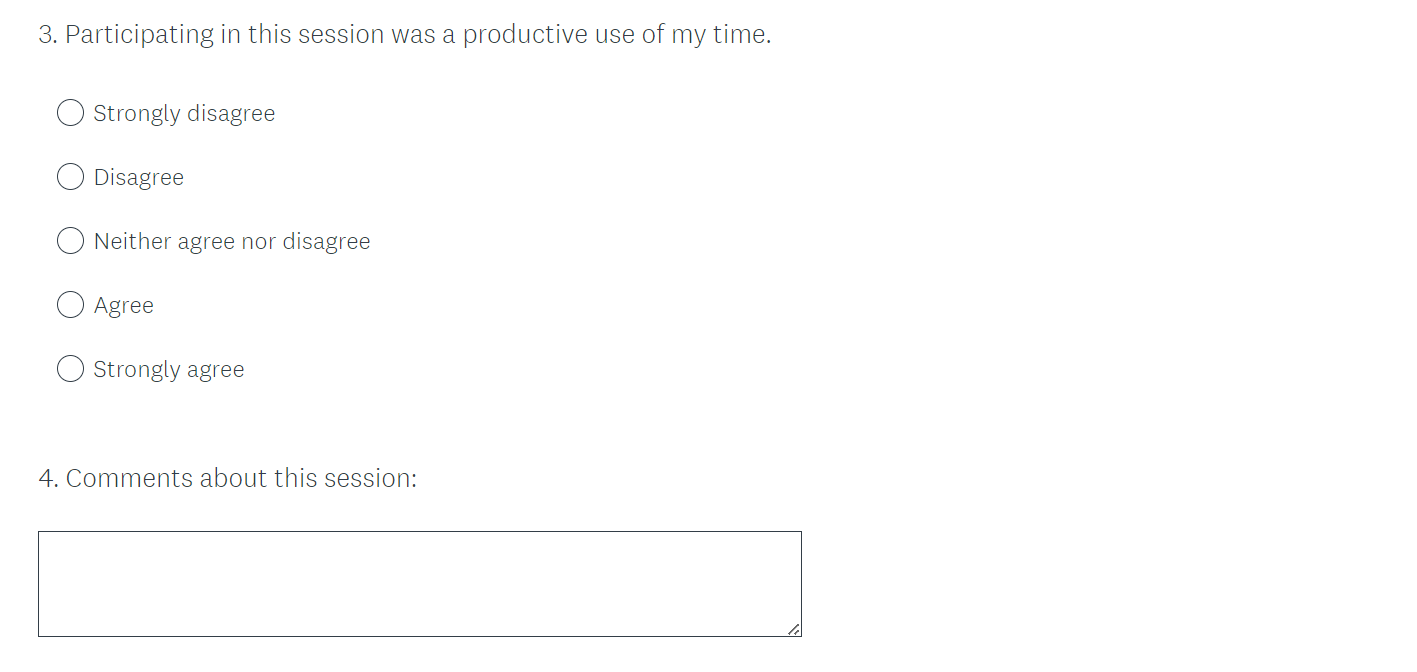 3. Participating in this session was a productive use of my time.
Strongly disagree
Disagree
Neither agree nor disagree
Agree
Strongly agree
4. Comments about this session: